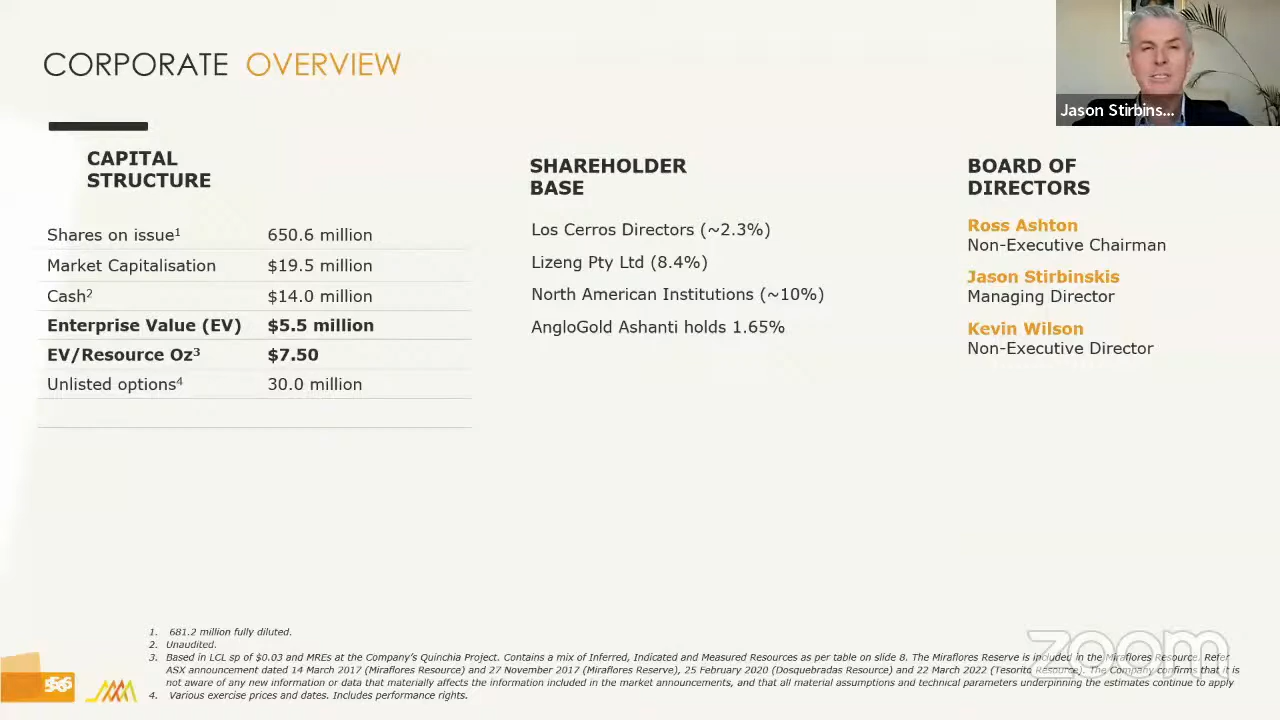 CORPORATE OVERVIEW
Jason Stirbins...
CAPITAL
STRUCTURE
Shares on issue1 650.6 million
Market Capitalisation $19.5 million
Cash2 $14.0 million
Enterprise Value (EV) $5.5 million
EV/Resource Oz3 $7.50
Unlisted options4 30.0 million
SHAREHOLDER
BASE
Los Cerros Directors (~2.3%)
Lizeng Pty Ltd (8.4%)
North American Institutions (~10%)
AngloGold Ashanti holds 1.65%
BOARD OF
DIRECTORS
Ross Ashton
Non-Executive Chairman
Jason Stirbinskis
Managing Director
Kevin Wilson
Non-Executive Director
1. 681.2 million fully diluted.
2. Unaudited.
3. Based in LCL sp of $0.03 and MREs at the Company's Quinchia Project. Contains a mix of Inferred, Indicated and Measured Resources as per table on slide 8. The Miraflores Reserve is included in the Miraflores Resource. Refer
ASX announcement dated 14 March 2017 (Miraflores Resource) and 27 November 2017 (Miraflores Reserve), 25 February 2020 (Dosquebradas Resource) and 22 March 2022 (Tesorito Resource). The Company confirms that it is
not aware of any new information or data that materially affects the information included in the market announcements, and that all material assumptions and technical parameters underpinning the estimates continue to apply
4. Various exercise prices and dates. Includes performance rights.
zoom